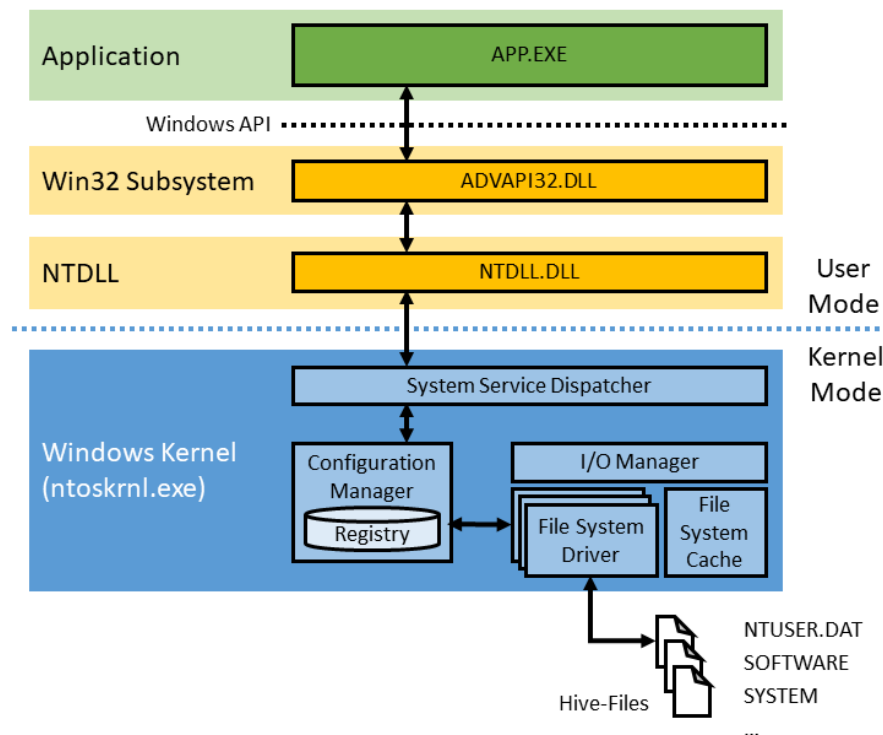 Application
APP.EXE
Windows API
Win32 Subsystem
ADVAPI32.DLL
NTDLL
NTDLL.DLL
User
Mode
Kernel
Mode
System Service Dispatcher
Windows Kernel
(ntoskrnl.exe)
Configuration
Manager
Registry
I/O Manager
File System
Driver
File
System
Cache
Hive-Files
NTUSER.DAT
SOFTWARE
SYSTEM
...